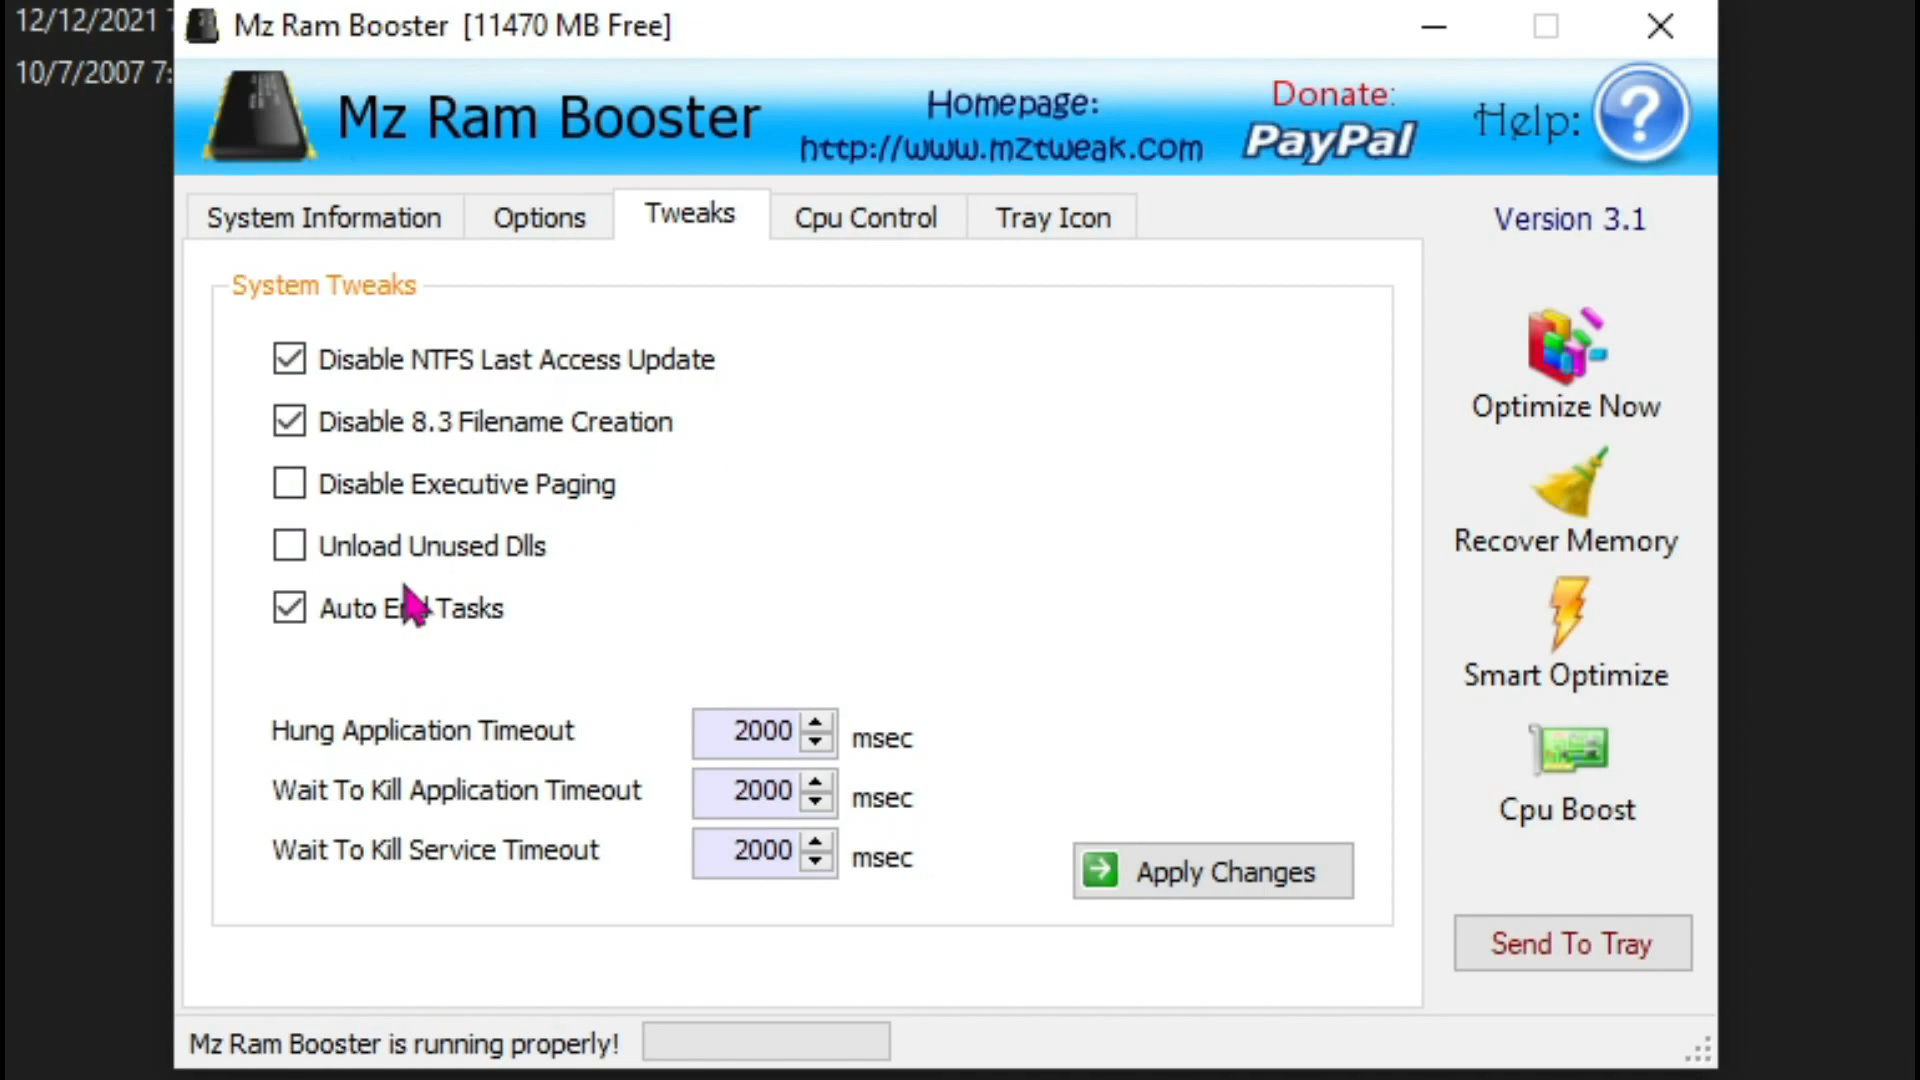 12/12/2021
10/7/2007 7:
Mz Ram Booster [11470 MB Free]
Mz Ram Booster
Homepage:
http://www.mztweak.com
Donate:
PayPal
Help:
?
System Information
Options
Tweaks
Cpu Control
Tray Icon
Version 3.1
System Tweaks
Disable NTFS Last Access Update
Disable 8.3 Filename Creation
Disable Executive Paging
Unload Unused Dlls
Auto End Tasks
Hung Application Timeout 2000 msec
Wait To Kill Application Timeout 2000 msec
Wait To Kill Service Timeout 2000 msec
Apply Changes
Optimize Now
Recover Memory
Smart Optimize
Cpu Boost
Send To Tray
Mz Ram Booster is running properly!